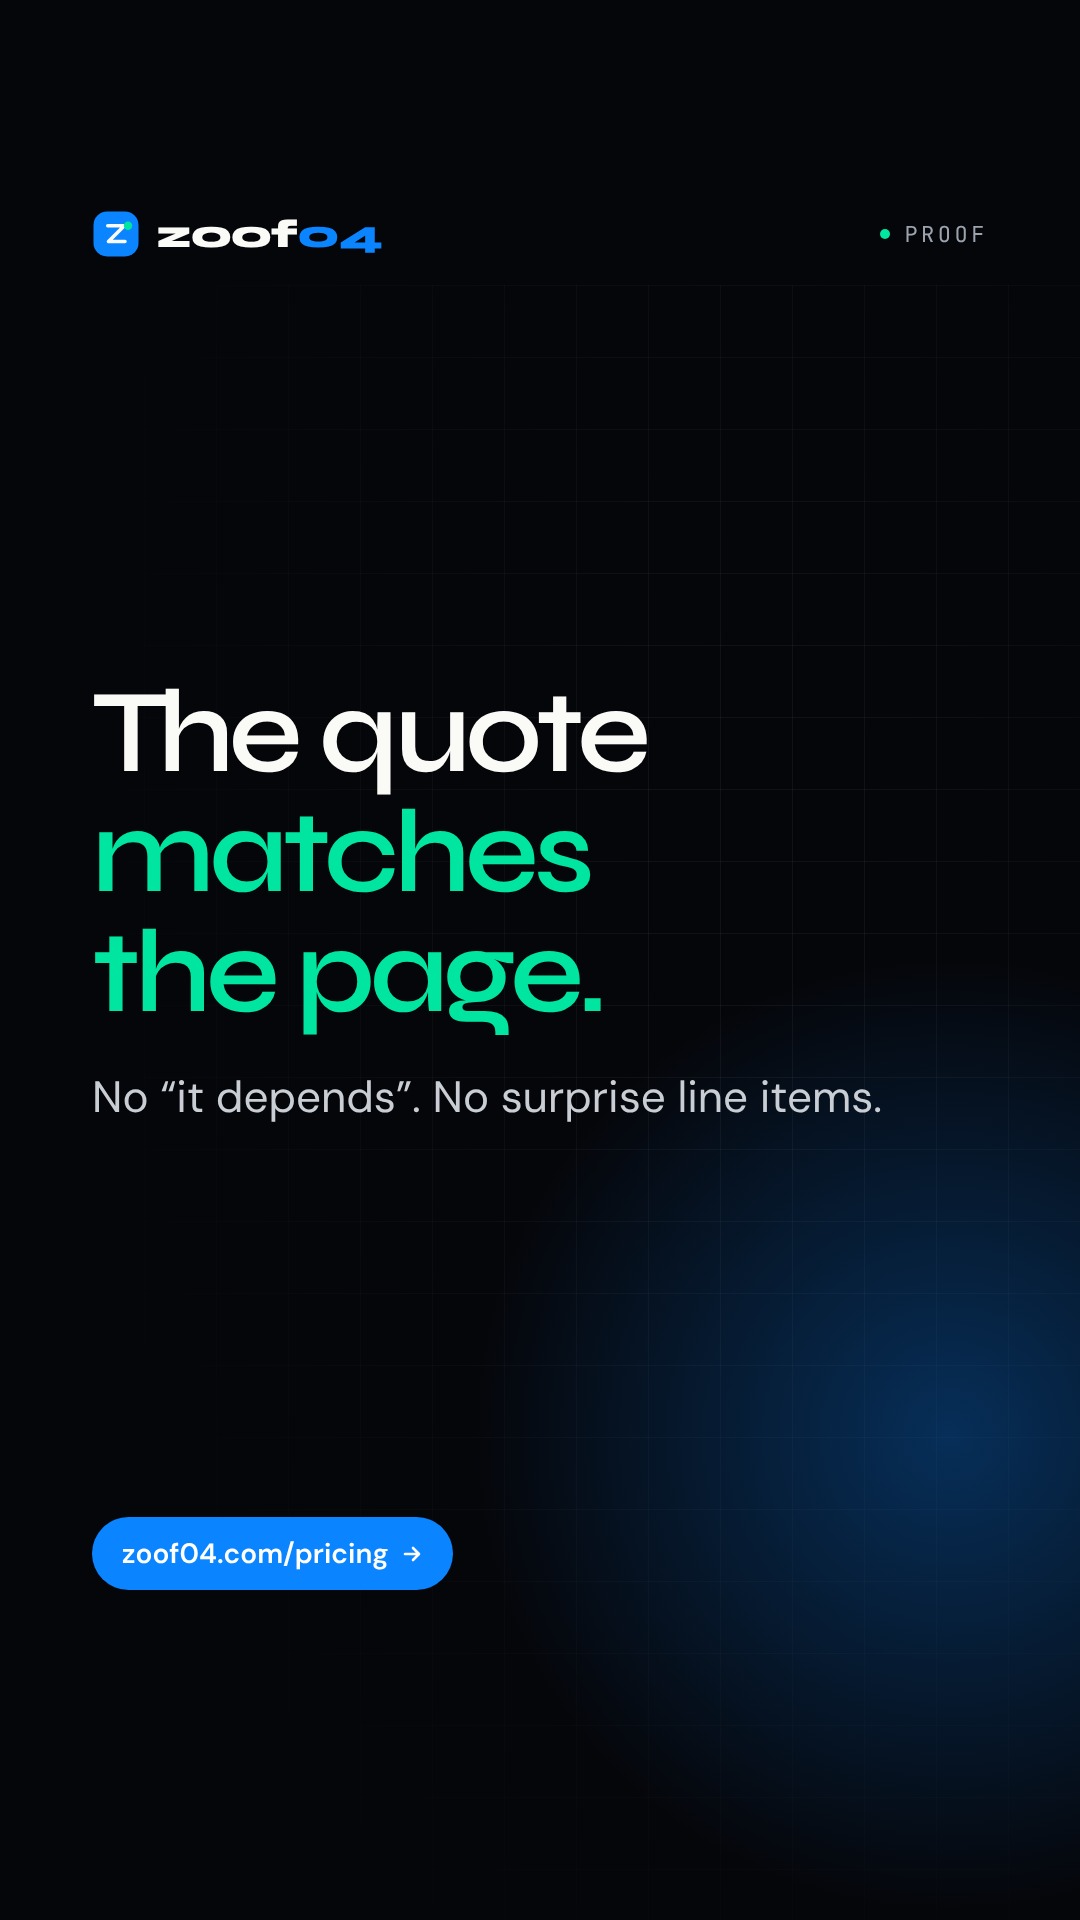 Z zoof04
PROOF
The quote
matches
the page.
No “it depends”. No surprise line items.
zoof04.com/pricing →